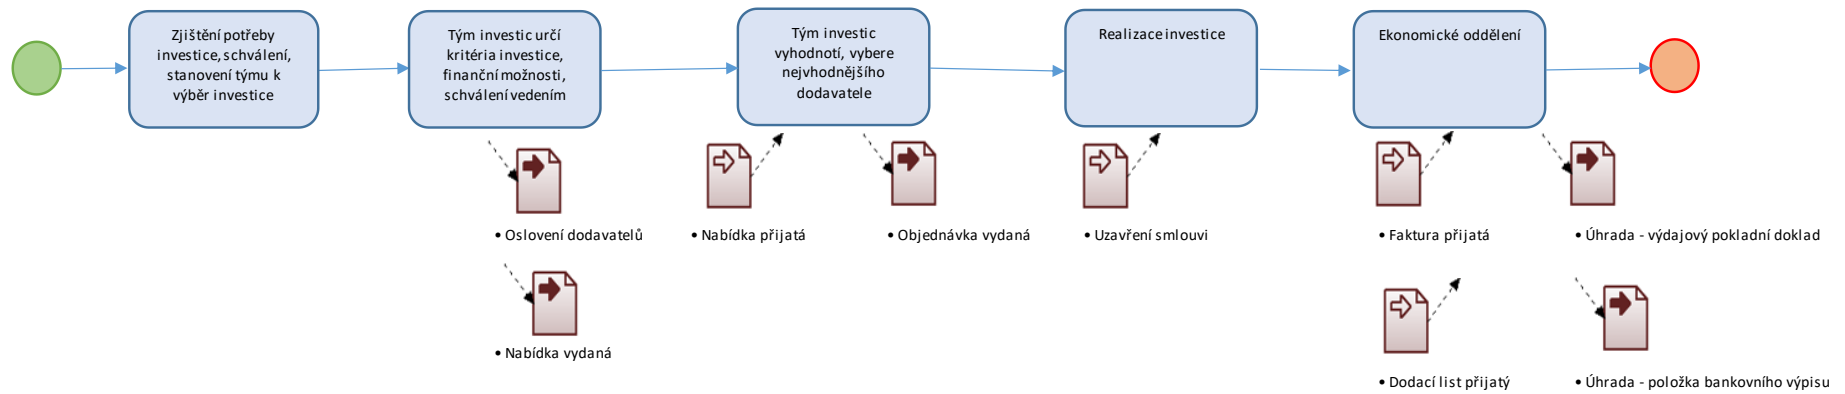 Zjištění potřeby
investice, schválení,
stanovení týmu k
výběr investice
Tým investic určí
kritéria investice,
finanční možnosti,
schválení vedením
Tým investic
vyhodnotí, vybere
nejvhodnějšího
dodavatele
Realizace investice
Ekonomické oddělení
• Oslovení dodavatelů
• Nabídka přijatá
• Objednávka vydaná
• Uzavření smlouvi
• Faktura přijatá
• Úhrada - výdajový pokladní doklad
• Nabídka vydaná
• Dodací list přijatý
• Úhrada - položka bankovního výpisu